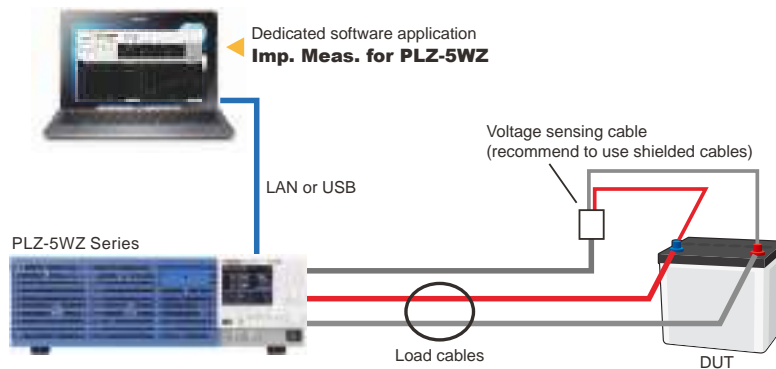 Dedicated software application
Imp. Meas. for PLZ-5WZ
Voltage sensing cable
(recommend to use shielded cables)
LAN or USB
PLZ-5WZ Series
Load cables
DUT